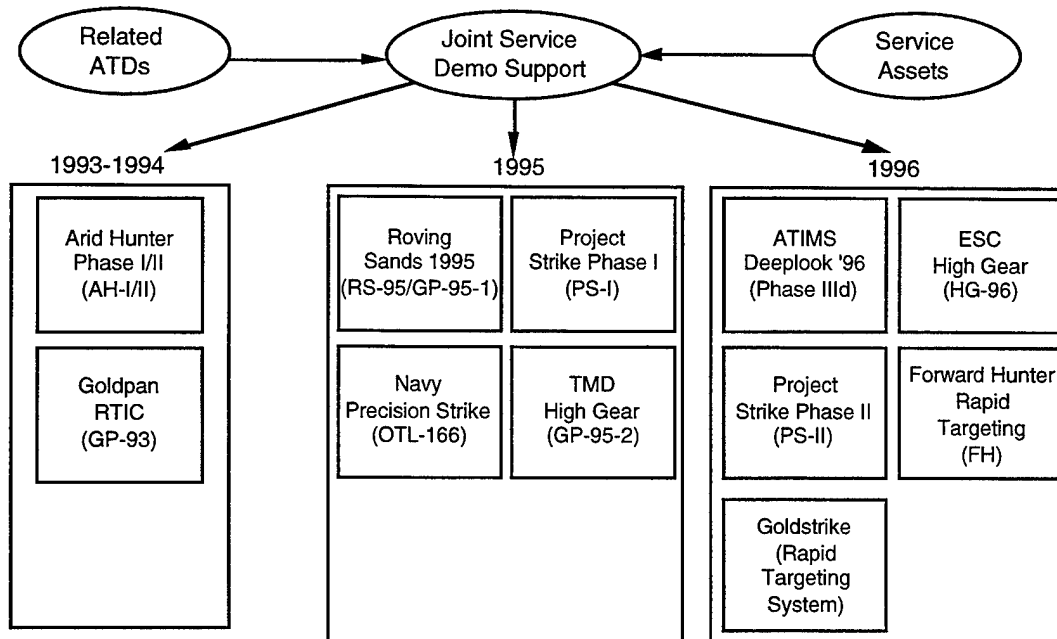 Related
ATDs
Joint Service
Demo Support
Service
Assets
1993-1994
Arid Hunter
Phase I/II
(AH-I/II)
Goldpan
RTIC
(GP-93)
1995
Roving
Sands 1995
(RS-95/GP-95-1)
Project
Strike Phase I
(PS-I)
Navy
Precision Strike
(OTL-166)
TMD
High Gear
(GP-95-2)
1996
ATIMS
Deeplook '96
(Phase IIId)
ESC
High Gear
(HG-96)
Project
Strike Phase II
(PS-II)
Forward Hunter
Rapid
Targeting
(FH)
Goldstrike
(Rapid
Targeting
System)